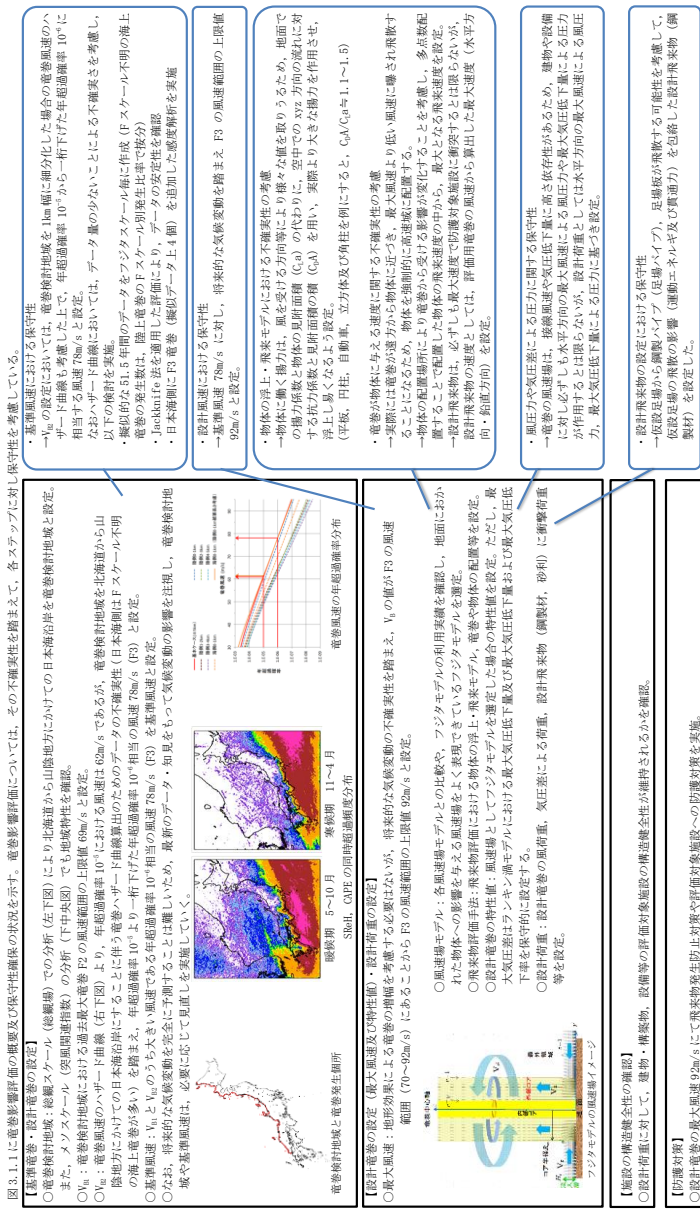 図 3.1.1 に竜巻影響評価の概要及び保守性確保の状況を示す。竜巻影響評価については，その不確実性を踏まえて，各ステップに対し保守性を考慮している。
【基準竜巻・設計竜巻の設定】
○竜巻検討地域：総観スケール（総観場）での分析（左下図）により北海道から山陰地方にかけての日本海沿岸を竜巻検討地域と設定。
また，メソスケール（突風関連指数）の分析（下中央図）でも地域特性を確認。
○VB1：竜巻検討地域における過去最大竜巻 F2 の風速範囲の上限値 69m/s と設定。
○VB2：竜巻風速のハザード曲線（右下図）より，年超過確率 10-5における風速は 62m/s であるが，竜巻検討地域を北海道から山
陰地方にかけての日本海沿岸にすることに伴う竜巻ハザード曲線算出のためのデータの不確実性（日本海側は F スケール不明
の海上竜巻が多い）を踏まえ，年超過確率 10-5より一桁下げた年超過確率 10-6相当の風速 78m/s（F3）と設定。
○基準風速：VB1とVB2のうち大きい風速である年超過確率 10-6相当の風速 78m/s（F3）を基準風速と設定。
○なお，将来的な気候変動を完全に予測することは難しいため，最新のデータ・知見をもって気候変動の影響を注視し，竜巻検討地
域や基準風速は，必要に応じて見直しを実施していく。
竜巻検討地域と竜巻発生個所
暖候期 5～10 月
寒候期 11～4 月
SReH，CAPE の同時超過頻度分布
竜巻風速 (m/s)
年超過確率
竜巻風速の年超過確率分布
【設計竜巻の設定（最大風速及び特性値）・設計荷重の設定】
○最大風速：地形効果による竜巻の増幅を考慮する必要はないが，将来的な気候変動の不確実性を踏まえ，VBの値が F3 の風速
範囲（70～92m/s）にあることから F3 の風速範囲の上限値 92m/s と設定。
竜巻中心軸
フジタモデルの風速場イメージ
○風速場モデル：各風速場モデルとの比較や，フジタモデルの利用実績を確認し，地面におか
れた物体への影響を与える風速場をよく表現できているフジタモデルを選定。
○飛来評価手法：飛来評価における物体の浮上・飛来モデル，竜巻や物体の配置等を設定。
○設計竜巻の特性値：風速場としてフジタモデルを選定した場合の特性値を設定。ただし，最
大気圧差はランキン渦モデルにおける最大気圧低下量及び最大気圧低下量および最大気圧低
下率を保守的に設定する。
○設計荷重：設計竜巻の風荷重，気圧差による荷重，設計飛来物（鋼製材，砂利）に衝撃荷重
等を設定。
【施設の構造健全性の確認】
○設計荷重に対して，建物・構築物，設備等の評価対象施設の構造健全性が維持されるかを確認。
【防護対策】
○設計竜巻の最大風速 92m/s にて飛来物発生防止対策や評価対象施設への防護対策を実施。
・基準風速における保守性
→VB2 の設定においては，竜巻検討地域を 1km 幅に細分化した場合の竜巻風速のハ
ザード曲線も考慮した上で，年超過確率 10-5から一桁下げた年超過確率 10-6に
相当する風速 78m/s と設定。
なおハザード曲線においては，データ量の少ないことによる不確実さを考慮し，
以下の検討を実施。
・擬似的な 51.5 年間のデータをフジタスケール毎に作成（F スケール不明の海上
竜巻の発生数は，陸上竜巻の F スケール別発生比率で按分）
・Jackknife 法を適用した評価により，データの安定性を確認
・日本海側に F3 竜巻（擬似データ上 4 個）を追加した感度解析を実施
・設計風速における保守性
→基準風速 78m/s に対し，将来的な気候変動を踏まえ F3 の風速範囲の上限値
92m/s と設定。
・物体の浮上・飛来モデルにおける不確実性の考慮
→物体に働く揚力は，風を受ける方向等により様々な値を取りうるため，地面で
の揚力係数と物体の見附面積の積（CLa）の代わりに，空中での xyz 方向の流れに対
する抗力係数と見附面積の積（CDA）を用い，実際より大きな揚力を作用させ，
浮上し易くなるよう設定。
（平板，円柱，自動車，立方体及び角柱を例にすると，CDA/CLa≒1.1～1.5）
・竜巻が物体に与える速度に関する不確実性の考慮
→実際には竜巻が遠方から物体に近づき，最大風速より低い風速に曝され飛散す
ることになるため，物体を強制的に高速域に配置する。
→物体の配置場所により竜巻から受ける影響が変化することを考慮し，多点数配
置することで配置した物体の飛来速度の中から，最大となる飛来速度を設定。
→設計飛来物は，必ずしも最大速度で防護対象施設に衝突するとは限らないが，
設計飛来物の速度としては，評価用竜巻の風速から算出した最大速度（水平方
向・鉛直方向）を設定。
風圧力や気圧差による圧力に関する保守性
→竜巻の風速場は，接線風速や気圧低下量に高さ依存性があるため，建物や設備
に対し必ずしも水平方向の最大風速による風圧力や最大気圧低下量による圧力
が作用するとは限らないが，設計荷重としては水平方向の最大風速による風圧
力，最大気圧低下量による圧力に基づき設定。
・設計飛来物の設定における保守性
→仮設足場から鋼製パイプ（足場パイプ），足場板が飛散する可能性を考慮して，
仮設足場の飛散の影響（運動エネルギ及び貫通力）を包絡した設計飛来物（鋼
製材）を設定した。